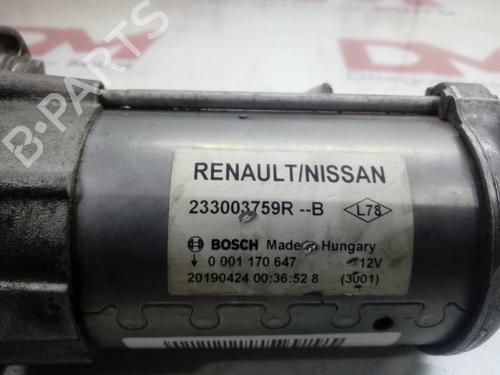 RENAULT/NISSAN
233003759R --B L78
BOSCH Made in Hungary
0 001 170 647 12V
20190424 00:36:52 8 (3001)
B-PARTS
DM